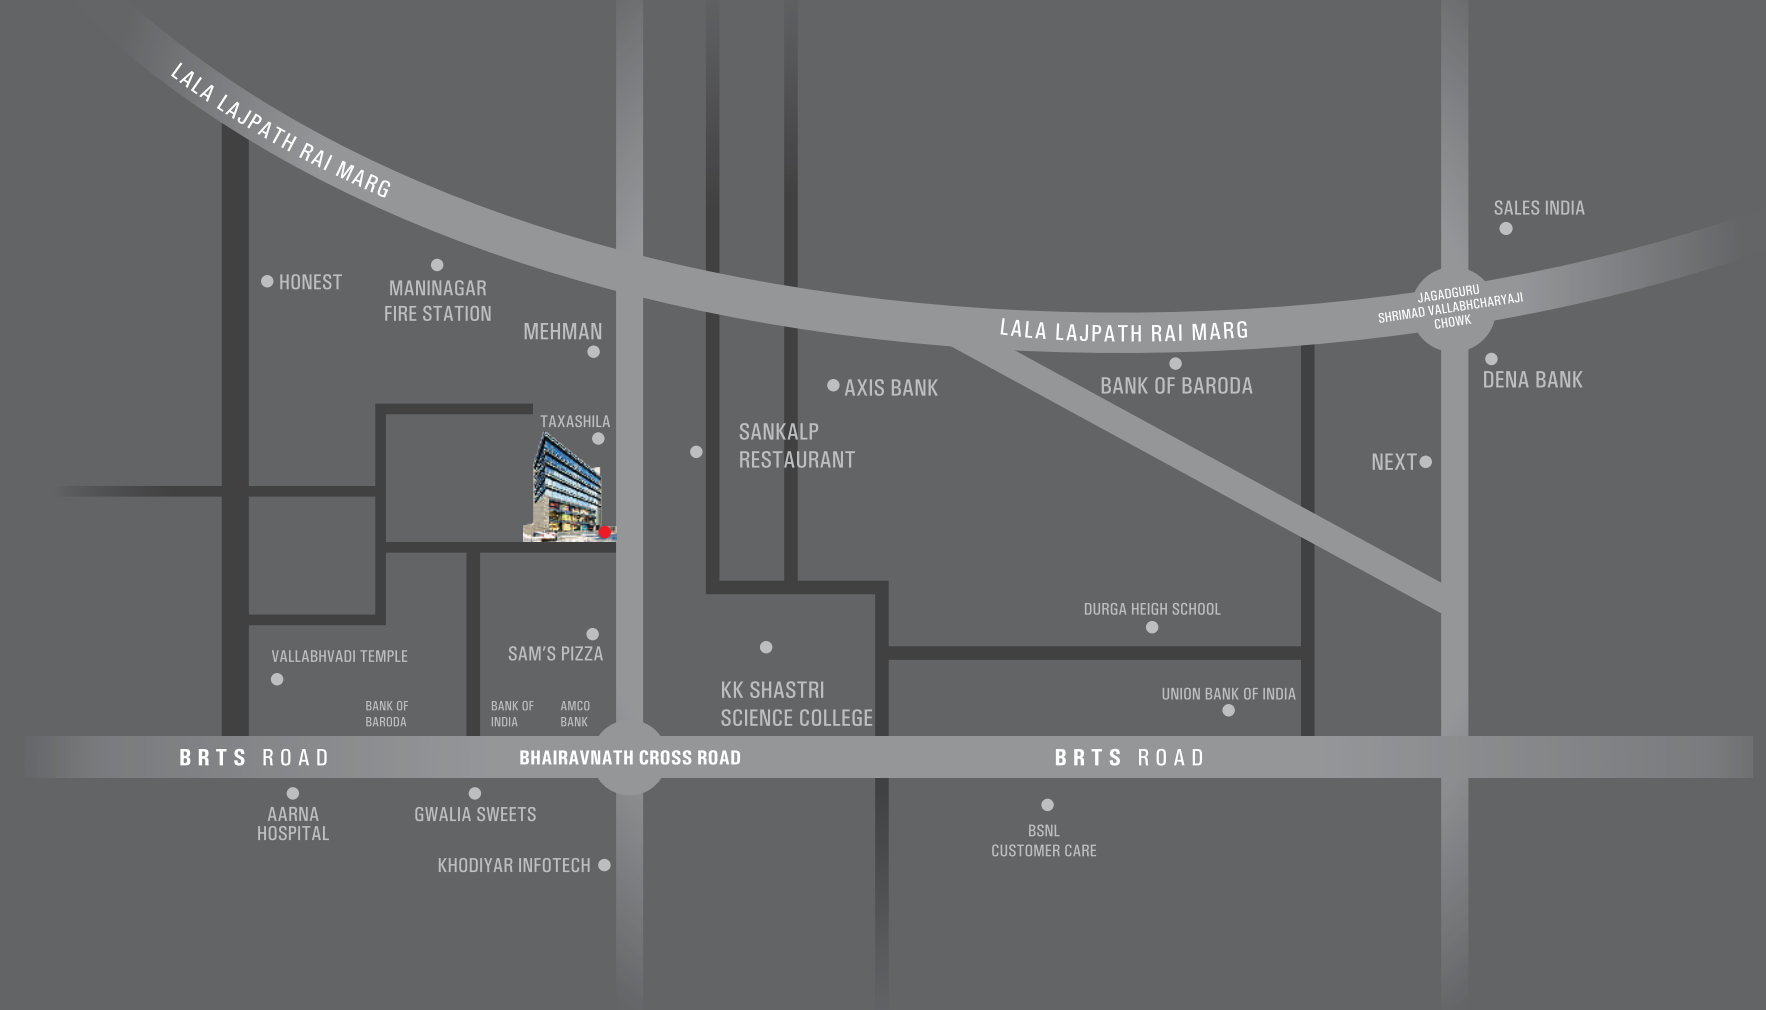 LALA LAJPATH RAI MARG
SALES INDIA
HONEST
MANINAGAR
FIRE STATION
JAGADGURU
SHRIMAD VALLABHCHARYAJI
CHOWK
MEHMAN
LALA LAJPATH RAI MARG
AXIS BANK
BANK OF BARODA
DENA BANK
TAXASHILA
SANKALP
RESTAURANT
NEXT
DURGA HEIGH SCHOOL
VALLABHVADI TEMPLE
SAM'S PIZZA
KK SHASTRI
SCIENCE COLLEGE
UNION BANK OF INDIA
BANK OF
BARODA
BANK OF
INDIA
AMCO
BANK
BRTS ROAD
BHAIRAVNATH CROSS ROAD
BRTS ROAD
AARNA
HOSPITAL
GWALIA SWEETS
BSNL
CUSTOMER CARE
KHODIYAR INFOTECH